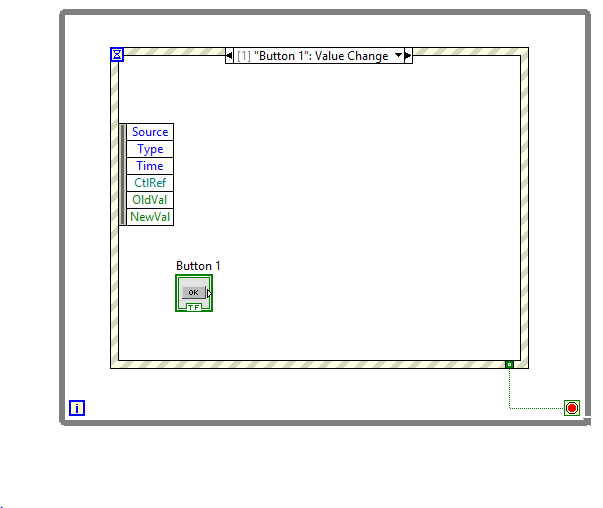 [1] "Button 1": Value Change
Source
Type
Time
CtlRef
OldVal
NewVal
Button 1
OK
TF
i